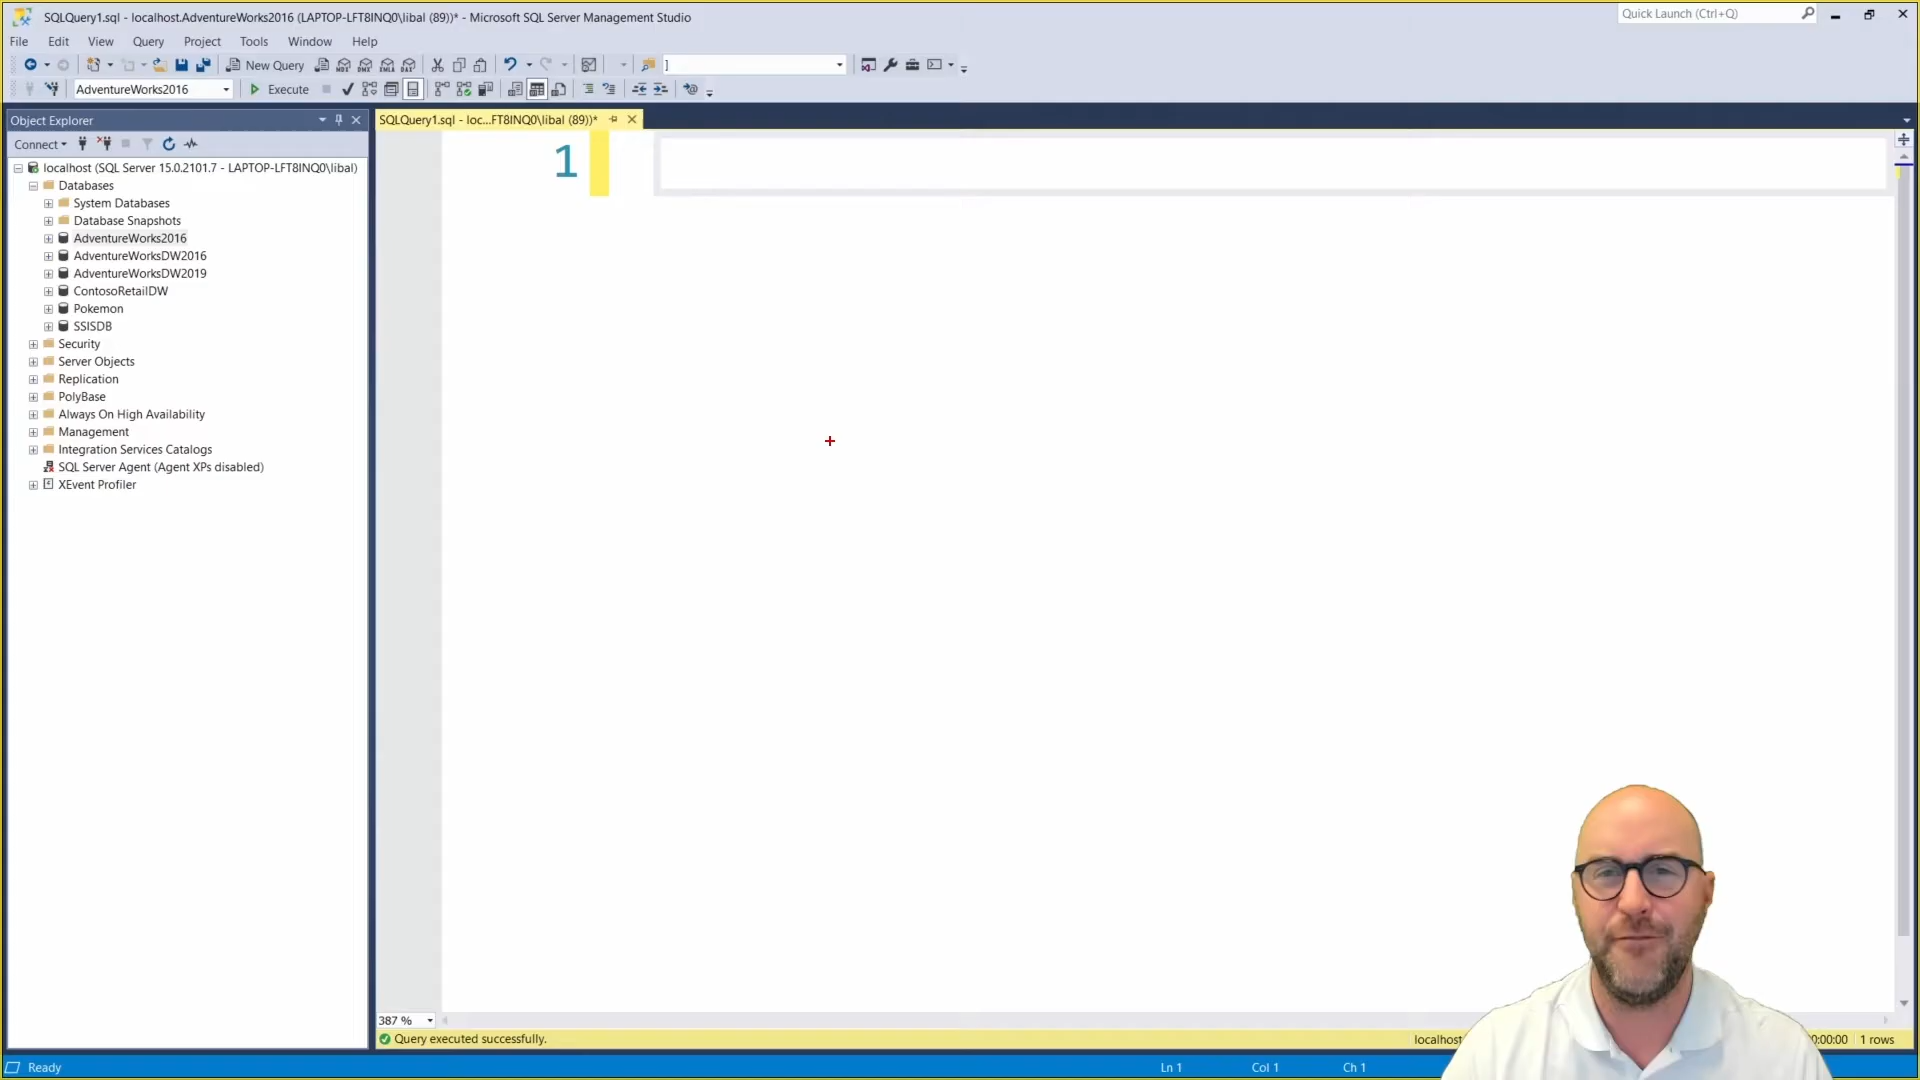 SQLQuery1.sql - localhost.AdventureWorks2016 (LAPTOP-LFT8INQ0\libal (89))* - Microsoft SQL Server Management Studio
Quick Launch (Ctrl+Q)
File Edit View Query Project Tools Window Help
New Query
]
AdventureWorks2016
Execute
Object Explorer
SQLQuery1.sql - loc...FT8INQ0\libal (89))*
Connect
1
localhost (SQL Server 15.0.2101.7 - LAPTOP-LFT8INQ0\libal)
Databases
System Databases
Database Snapshots
AdventureWorks2016
AdventureWorksDW2016
AdventureWorksDW2019
ContosoRetailDW
Pokemon
SSISDB
Security
Server Objects
Replication
PolyBase
Always On High Availability
Management
Integration Services Catalogs
SQL Server Agent (Agent XPs disabled)
XEvent Profiler
387 %
Query executed successfully.
localhost
0:00:00
1 rows
Ready
Ln 1
Col 1
Ch 1